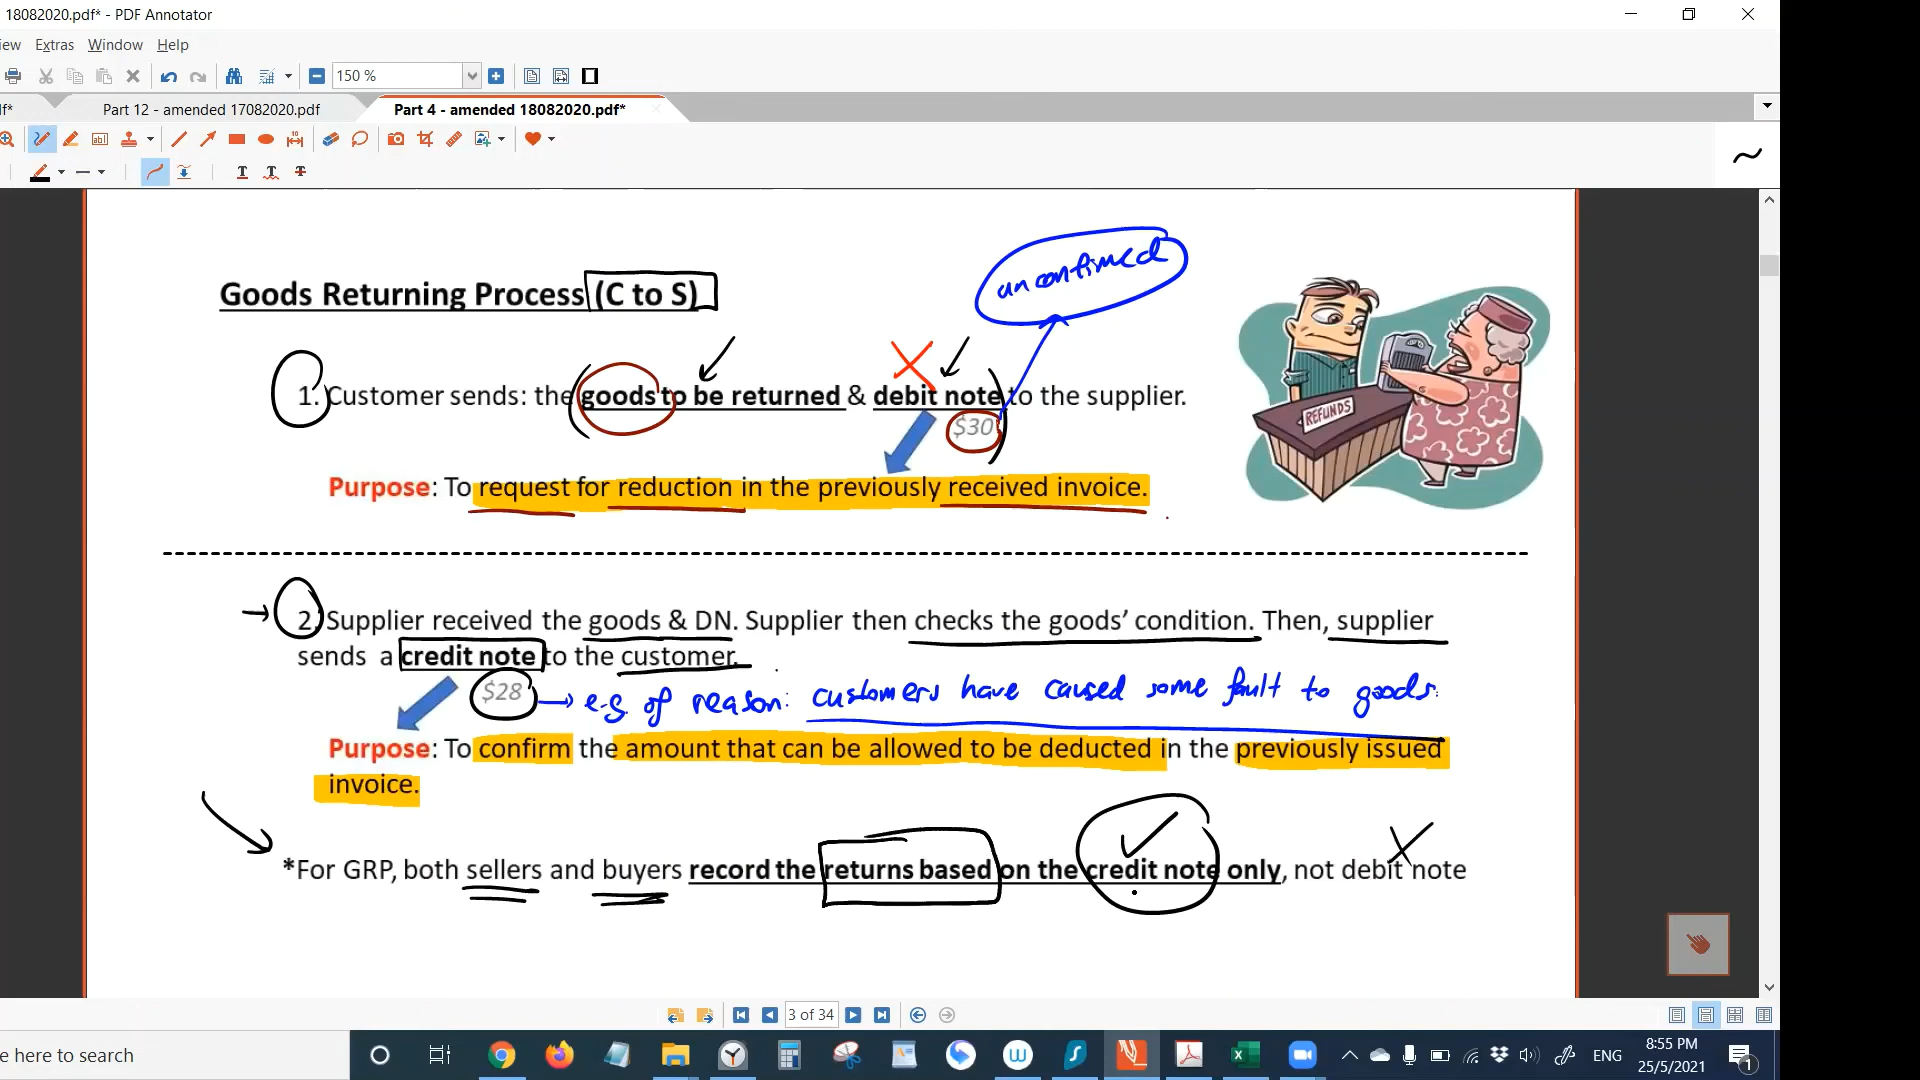 18082020.pdf* - PDF Annotator
iew Extras Window Help
150 %
lf* Part 12 - amended 17082020.pdf Part 4 - amended 18082020.pdf*
unconfirmed
Goods Returning Process (C to S)
1. Customer sends: the goods to be returned & debit note to the supplier.
$30
REFUNDS
Purpose: To request for reduction in the previously received invoice.
2. Supplier received the goods & DN. Supplier then checks the goods' condition. Then, supplier
sends a credit note to the customer.
$28 → e.g. of reason: customers have caused some fault to goods.
Purpose: To confirm the amount that can be allowed to be deducted in the previously issued
invoice.
*For GRP, both sellers and buyers record the returns based on the credit note only, not debit note
3 of 34
e here to search
ENG
8:55 PM
25/5/2021
1